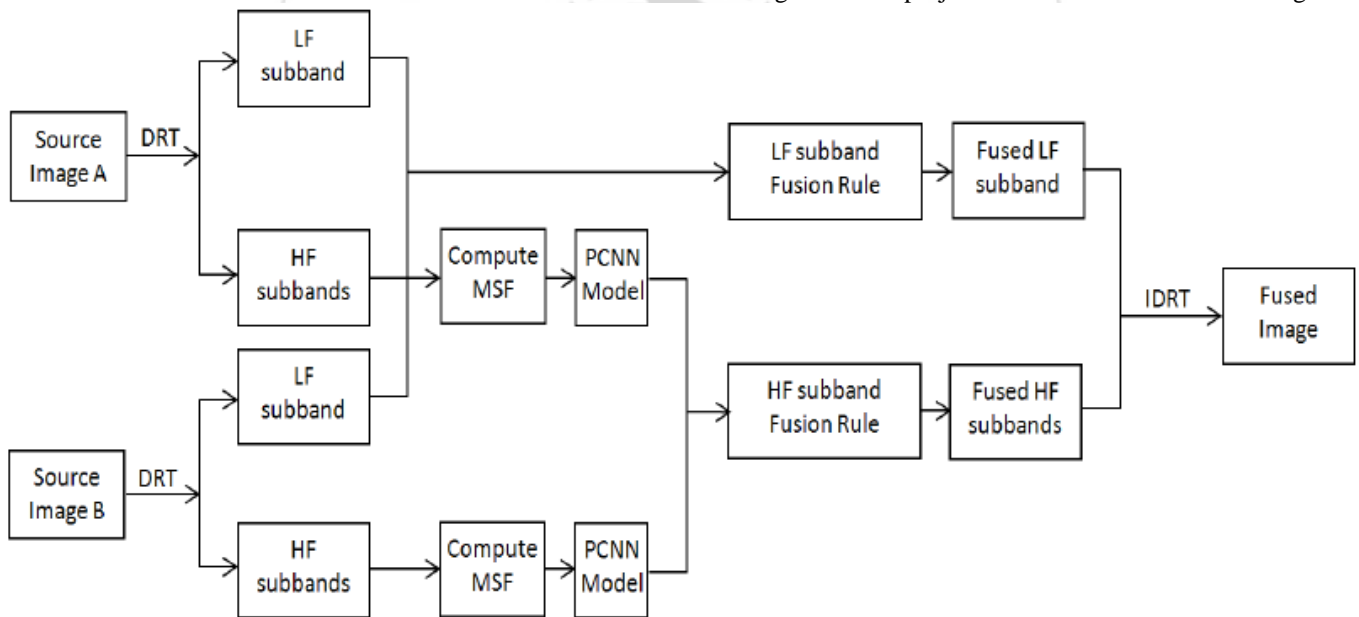 LF
subband
Source
Image A
DRT
HF
subbands
Compute
MSF
PCNN
Model
LF subband
Fusion Rule
Fused LF
subband
LF
subband
Source
Image B
DRT
HF
subbands
Compute
MSF
PCNN
Model
HF subband
Fusion Rule
Fused HF
subbands
IDRT
Fused
Image